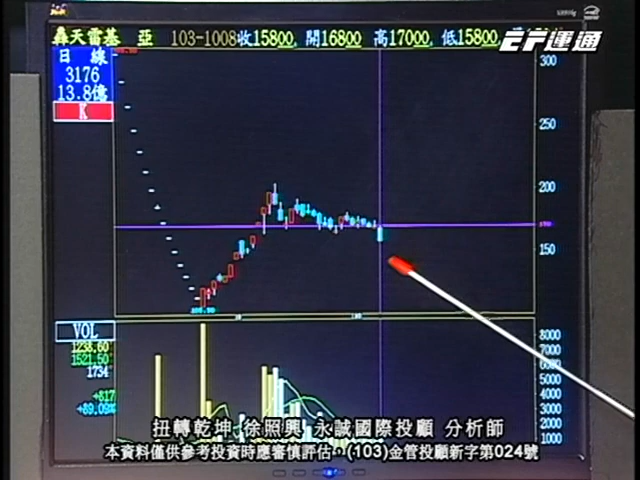 轟天雷基 亞 103-1008收15800, 開16800 高17000, 低15800
EF運通
日線
3176
13.8億
K
300
250
200
150
VOL
1238.60
1521.50
1734
+817
+89.09%
8000
7000
6000
5000
4000
3000
2000
1000
扭轉乾坤 徐照興 永誠國際投顧 分析師
本資料僅供參考投資時應審慎評估‧(103)金管投顧新字第024號